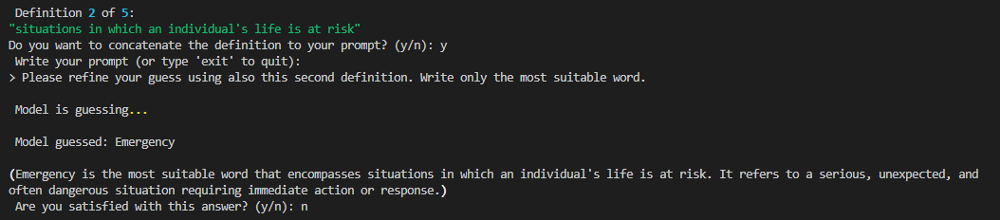 Definition 2 of 5:
"situations in which an individual's life is at risk"
Do you want to concatenate the definition to your prompt? (y/n): y
Write your prompt (or type 'exit' to quit):
> Please refine your guess using also this second definition. Write only the most suitable word.
Model is guessing...
Model guessed: Emergency
(Emergency is the most suitable word that encompasses situations in which an individual's life is at risk. It refers to a serious, unexpected, and
often dangerous situation requiring immediate action or response.)
Are you satisfied with this answer? (y/n): n